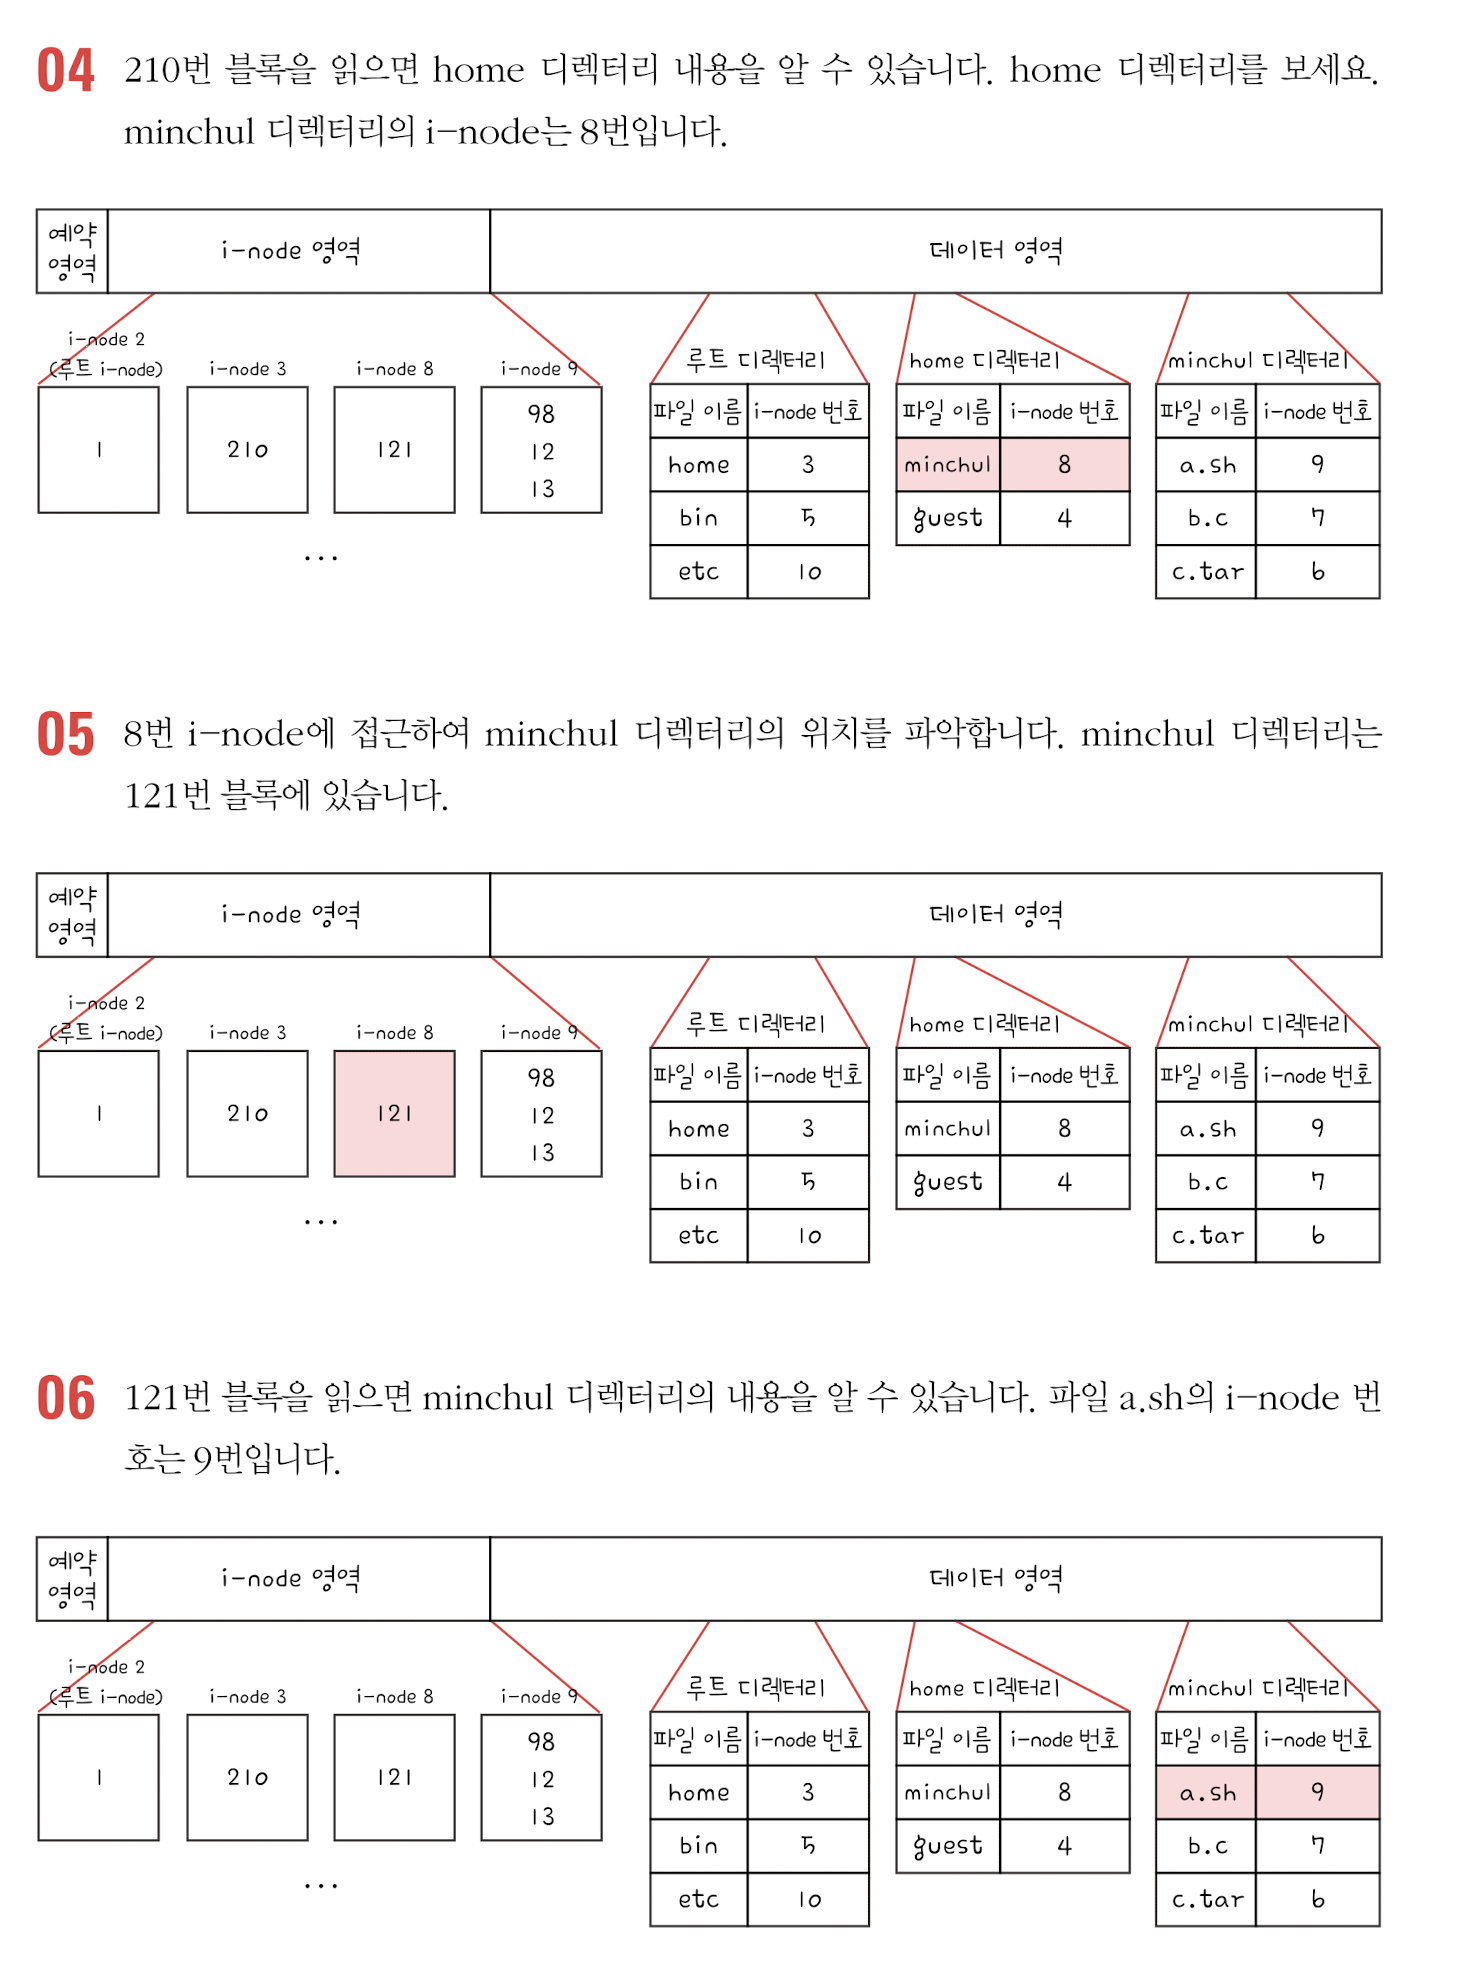 04 210번 블록을 읽으면 home 디렉터리 내용을 알 수 있습니다. home 디렉터리를 보세요.
minchul 디렉터리의 i-node는 8번입니다.
예약 영역
i-node 영역
데이터 영역
i-node 2
(루트 i-node)
i-node 3
i-node 8
i-node 9
1
210
121
98
12
13
...
루트 디렉터리
파일 이름 i-node 번호
home 3
bin 5
etc 10
home 디렉터리
파일 이름 i-node 번호
minchul 8
guest 4
minchul 디렉터리
파일 이름 i-node 번호
a.sh 9
b.c 7
c.tar 6
05 8번 i-node에 접근하여 minchul 디렉터리의 위치를 파악합니다. minchul 디렉터리는
121번 블록에 있습니다.
예약 영역
i-node 영역
데이터 영역
i-node 2
(루트 i-node)
i-node 3
i-node 8
i-node 9
1
210
121
98
12
13
...
루트 디렉터리
파일 이름 i-node 번호
home 3
bin 5
etc 10
home 디렉터리
파일 이름 i-node 번호
minchul 8
guest 4
minchul 디렉터리
파일 이름 i-node 번호
a.sh 9
b.c 7
c.tar 6
06 121번 블록을 읽으면 minchul 디렉터리의 내용을 알 수 있습니다. 파일 a.sh의 i-node 번
호는 9번입니다.
예약 영역
i-node 영역
데이터 영역
i-node 2
(루트 i-node)
i-node 3
i-node 8
i-node 9
1
210
121
98
12
13
...
루트 디렉터리
파일 이름 i-node 번호
home 3
bin 5
etc 10
home 디렉터리
파일 이름 i-node 번호
minchul 8
guest 4
minchul 디렉터리
파일 이름 i-node 번호
a.sh 9
b.c 7
c.tar 6